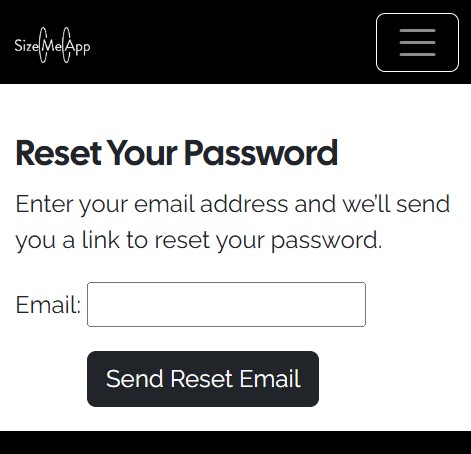 SizeMeApp
Reset Your Password
Enter your email address and we'll send
you a link to reset your password.
Email:
Send Reset Email